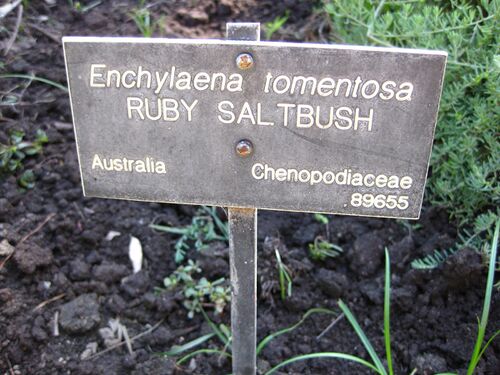 Enchylaena tomentosa
RUBY SALTBUSH
Australia Chenopodiaceae
89655